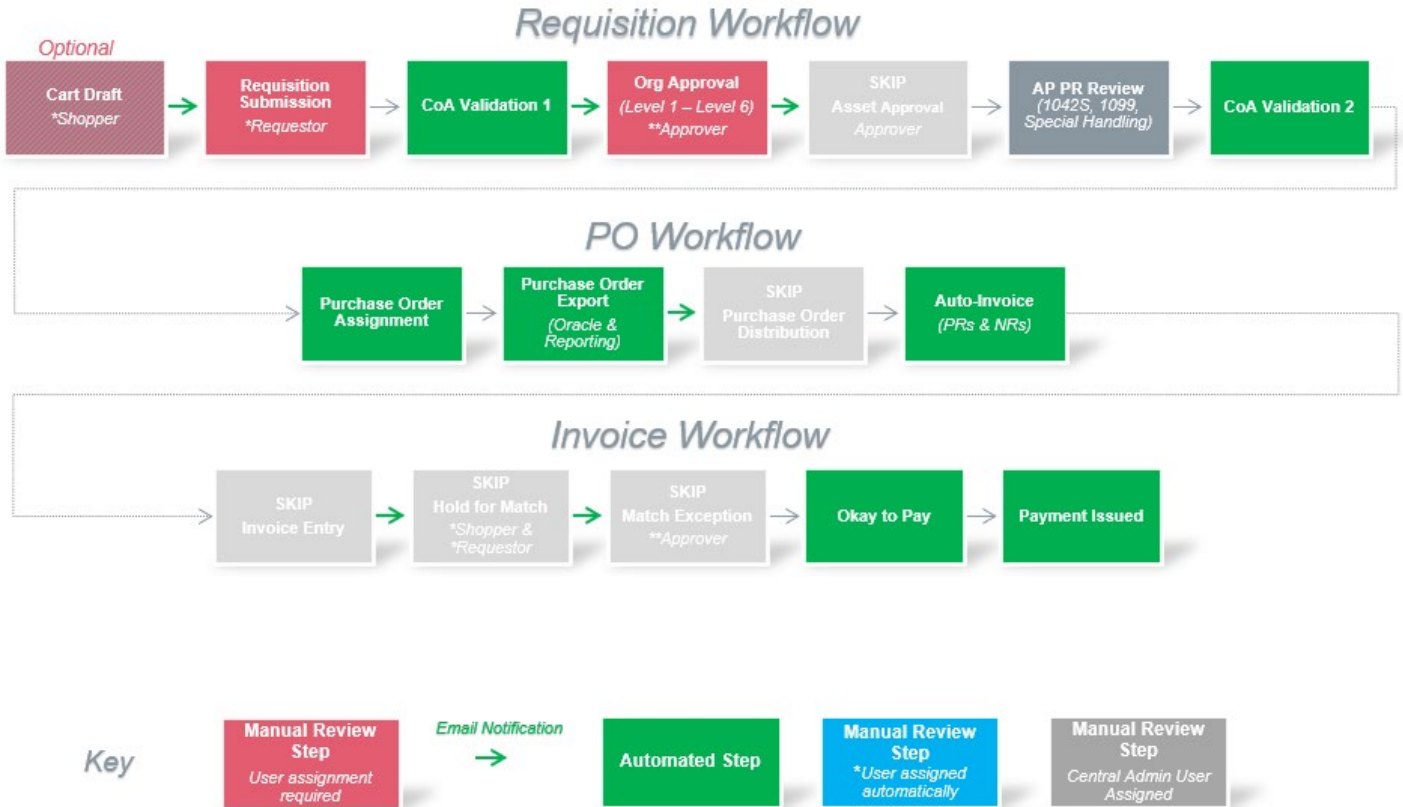 Requisition Workflow
Optional
Cart Draft
*Shopper
Requisition
Submission
*Requestor
CoA Validation 1
Org Approval
(Level 1 – Level 6)
**Approver
SKIP
Asset Approval
Approver
AP PR Review
(1042S, 1099,
Special Handling)
CoA Validation 2
PO Workflow
Purchase Order
Assignment
Purchase Order
Export
(Oracle &
Reporting)
SKIP
Purchase Order
Distribution
Auto-Invoice
(PRs & NRs)
Invoice Workflow
SKIP
Invoice Entry
SKIP
Hold for Match
*Shopper &
*Requestor
SKIP
Match Exception
**Approver
Okay to Pay
Payment Issued
Key
Manual Review
Step
User assignment
required
Email Notification
Automated Step
Manual Review
Step
*User assigned
automatically
Manual Review
Step
Central Admin User
Assigned